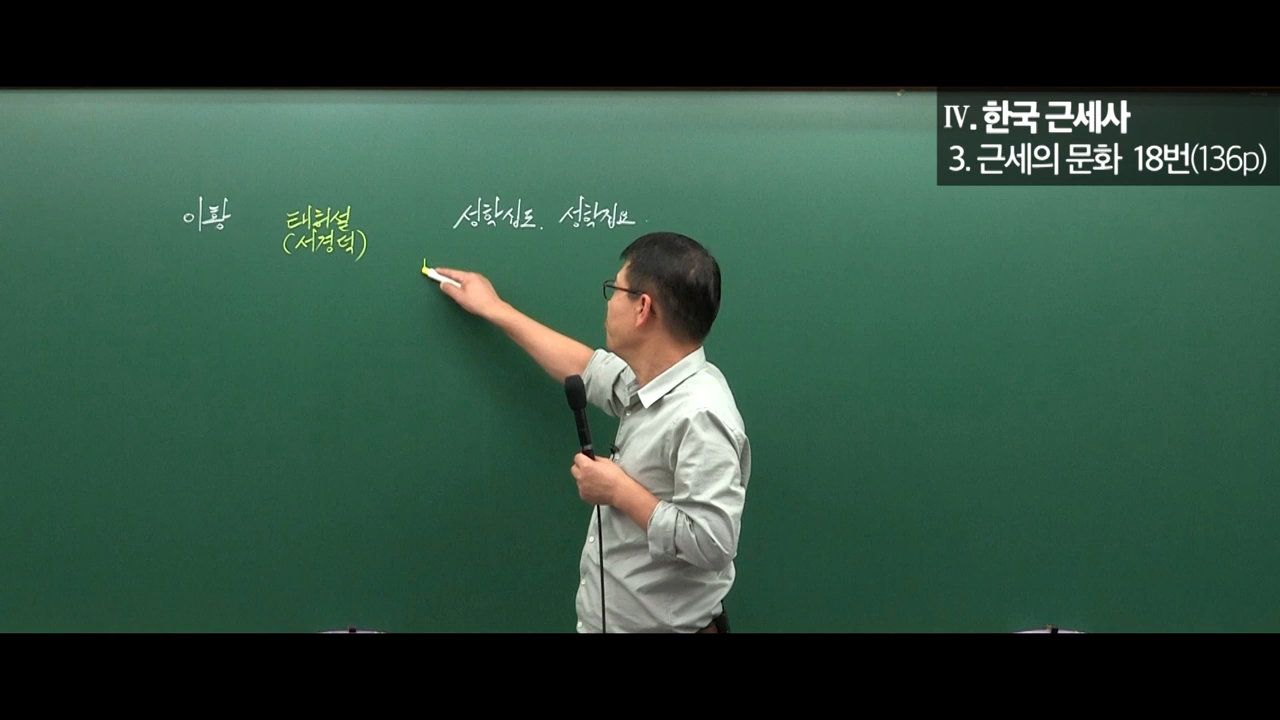 Ⅳ. 한국 근세사
3. 근세의 문화 18번(136p)
이황 태허설 성학십도. 성학집요.
(서경덕)